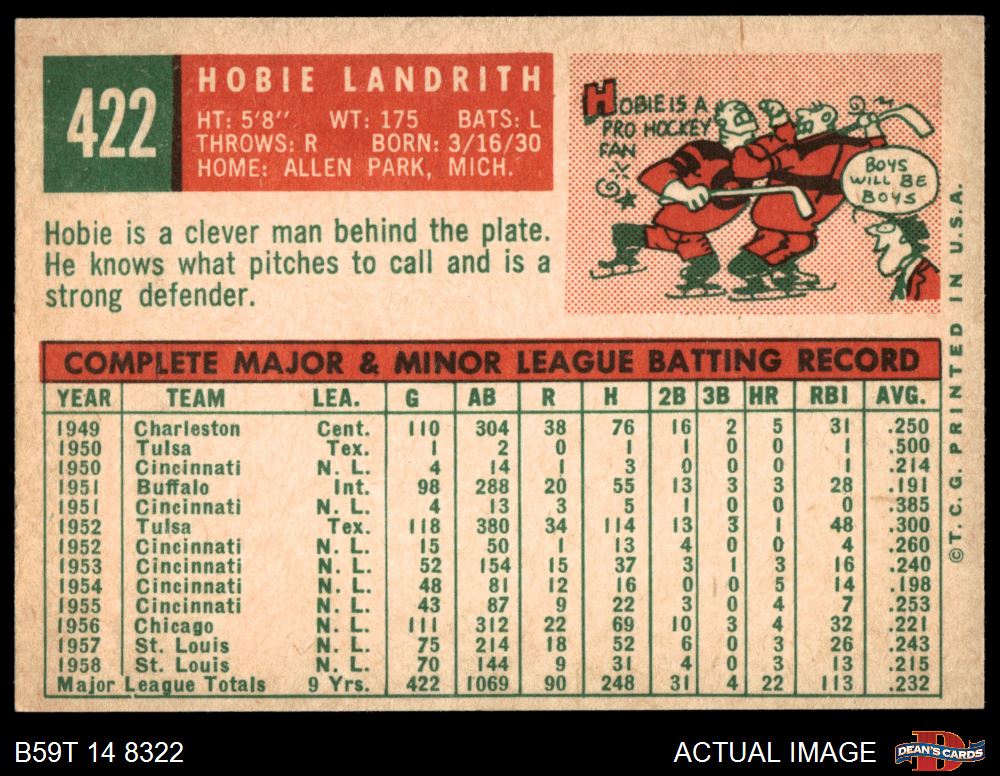 422
HOBIE LANDRITH
HT: 5'8" WT: 175 BATS: L
THROWS: R BORN: 3/16/30
HOME: ALLEN PARK, MICH.
HOBIE IS A
PRO HOCKEY
FAN
BOYS
WILL BE
BOYS
Hobie is a clever man behind the plate.
He knows what pitches to call and is a
strong defender.
COMPLETE MAJOR & MINOR LEAGUE BATTING RECORD
YEAR TEAM LEA. G AB R H 2B 3B HR RBI AVG.
1949 Charleston Cent. 110 304 38 76 16 2 5 31 .250
1950 Tulsa Tex. 1 2 0 1 1 0 0 1 .500
1950 Cincinnati N. L. 4 14 1 3 0 0 0 1 .214
1951 Buffalo Int. 98 288 20 55 13 3 3 28 .191
1951 Cincinnati N. L. 4 13 3 5 1 0 0 0 .385
1952 Tulsa Tex. 118 380 34 114 13 3 1 48 .300
1952 Cincinnati N. L. 15 50 1 13 4 0 0 4 .260
1953 Cincinnati N. L. 52 154 15 37 3 1 3 16 .240
1954 Cincinnati N. L. 48 81 12 16 0 0 5 14 .198
1955 Cincinnati N. L. 43 87 9 22 3 0 4 7 .253
1956 Chicago N. L. 111 312 22 69 10 3 4 32 .221
1957 St. Louis N. L. 75 214 18 52 6 0 3 26 .243
1958 St. Louis N. L. 70 144 9 31 4 0 3 13 .215
Major League Totals 9 Yrs. 422 1069 90 248 31 4 22 113 .232
©T. C. G. PRINTED IN U.S.A.
B59T 14 8322
ACTUAL IMAGE
DEAN'S CARDS